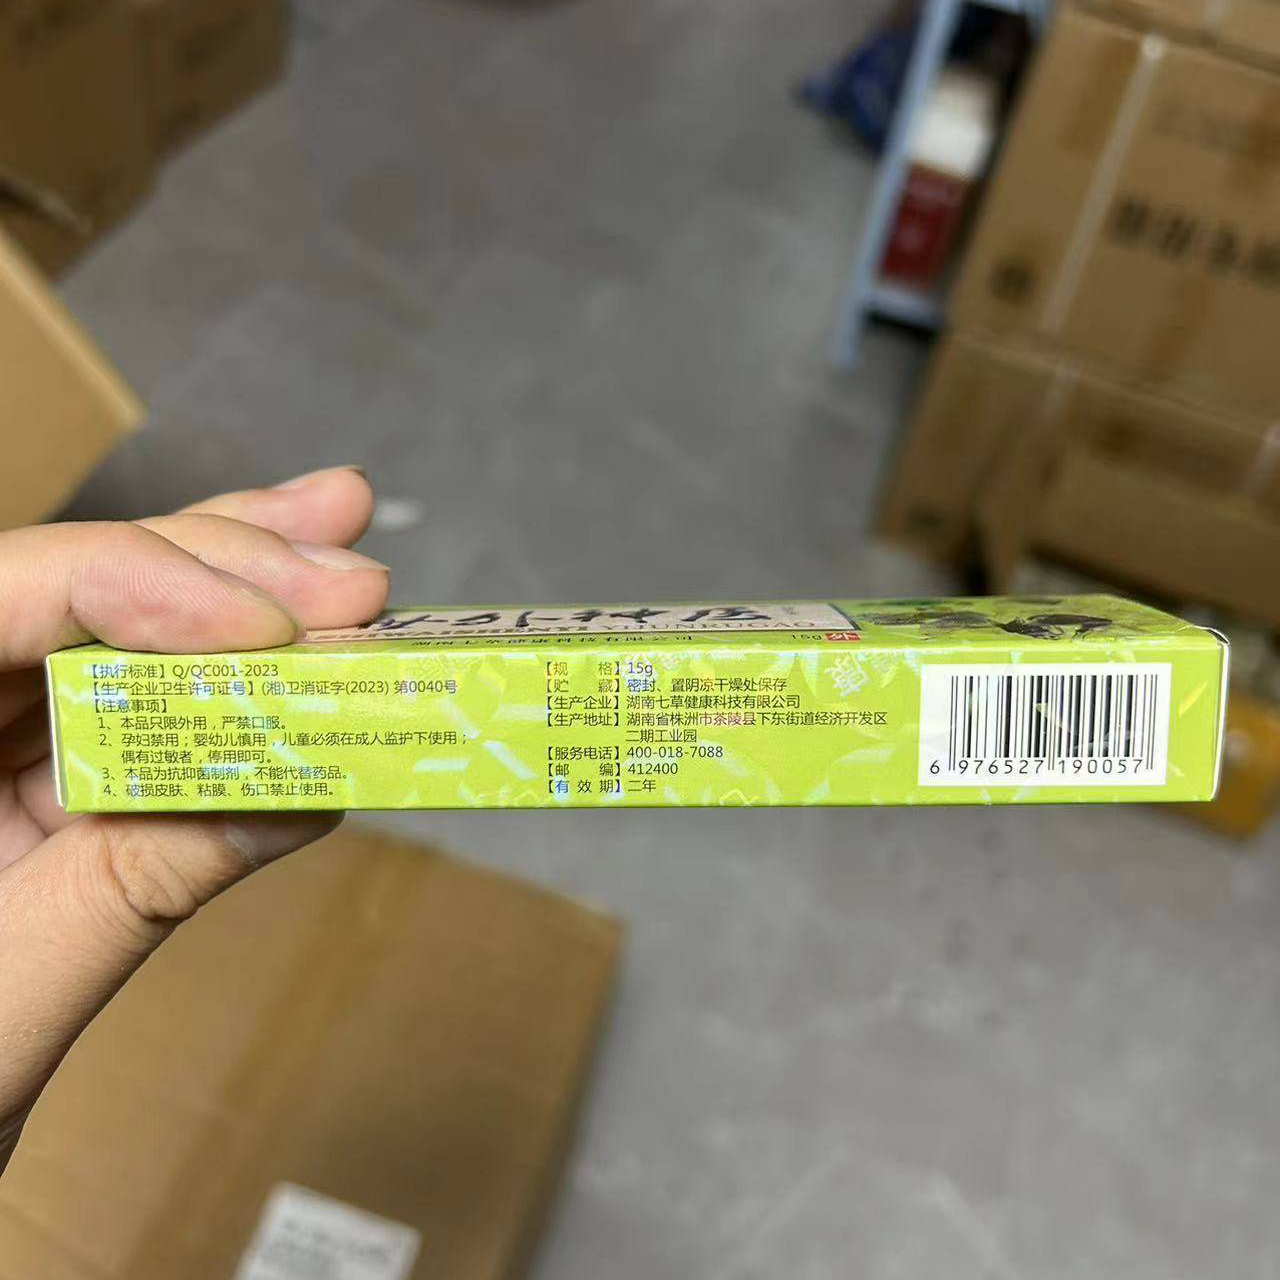 15g
【执行标准】Q/QC001-2023
【生产企业卫生许可证号】(湘)卫消证字(2023) 第0040号
【注意事项】
1、本品只限外用，严禁口服。
2、孕妇禁用；婴幼儿慎用，儿童必须在成人监护下使用；
偶有过敏者，停用即可。
3、本品为抗抑菌制剂，不能代替药品。
4、破损皮肤、粘膜、伤口禁止使用。
【规 格】15g
【贮 藏】密封、置阴凉干燥处保存
【生产企业】湖南七草健康科技有限公司
【生产地址】湖南省株洲市茶陵县下东街道经济开发区
二期工业园
【服务电话】400-018-7088
【邮 编】412400
【有 效 期】二年
6 976527 190057